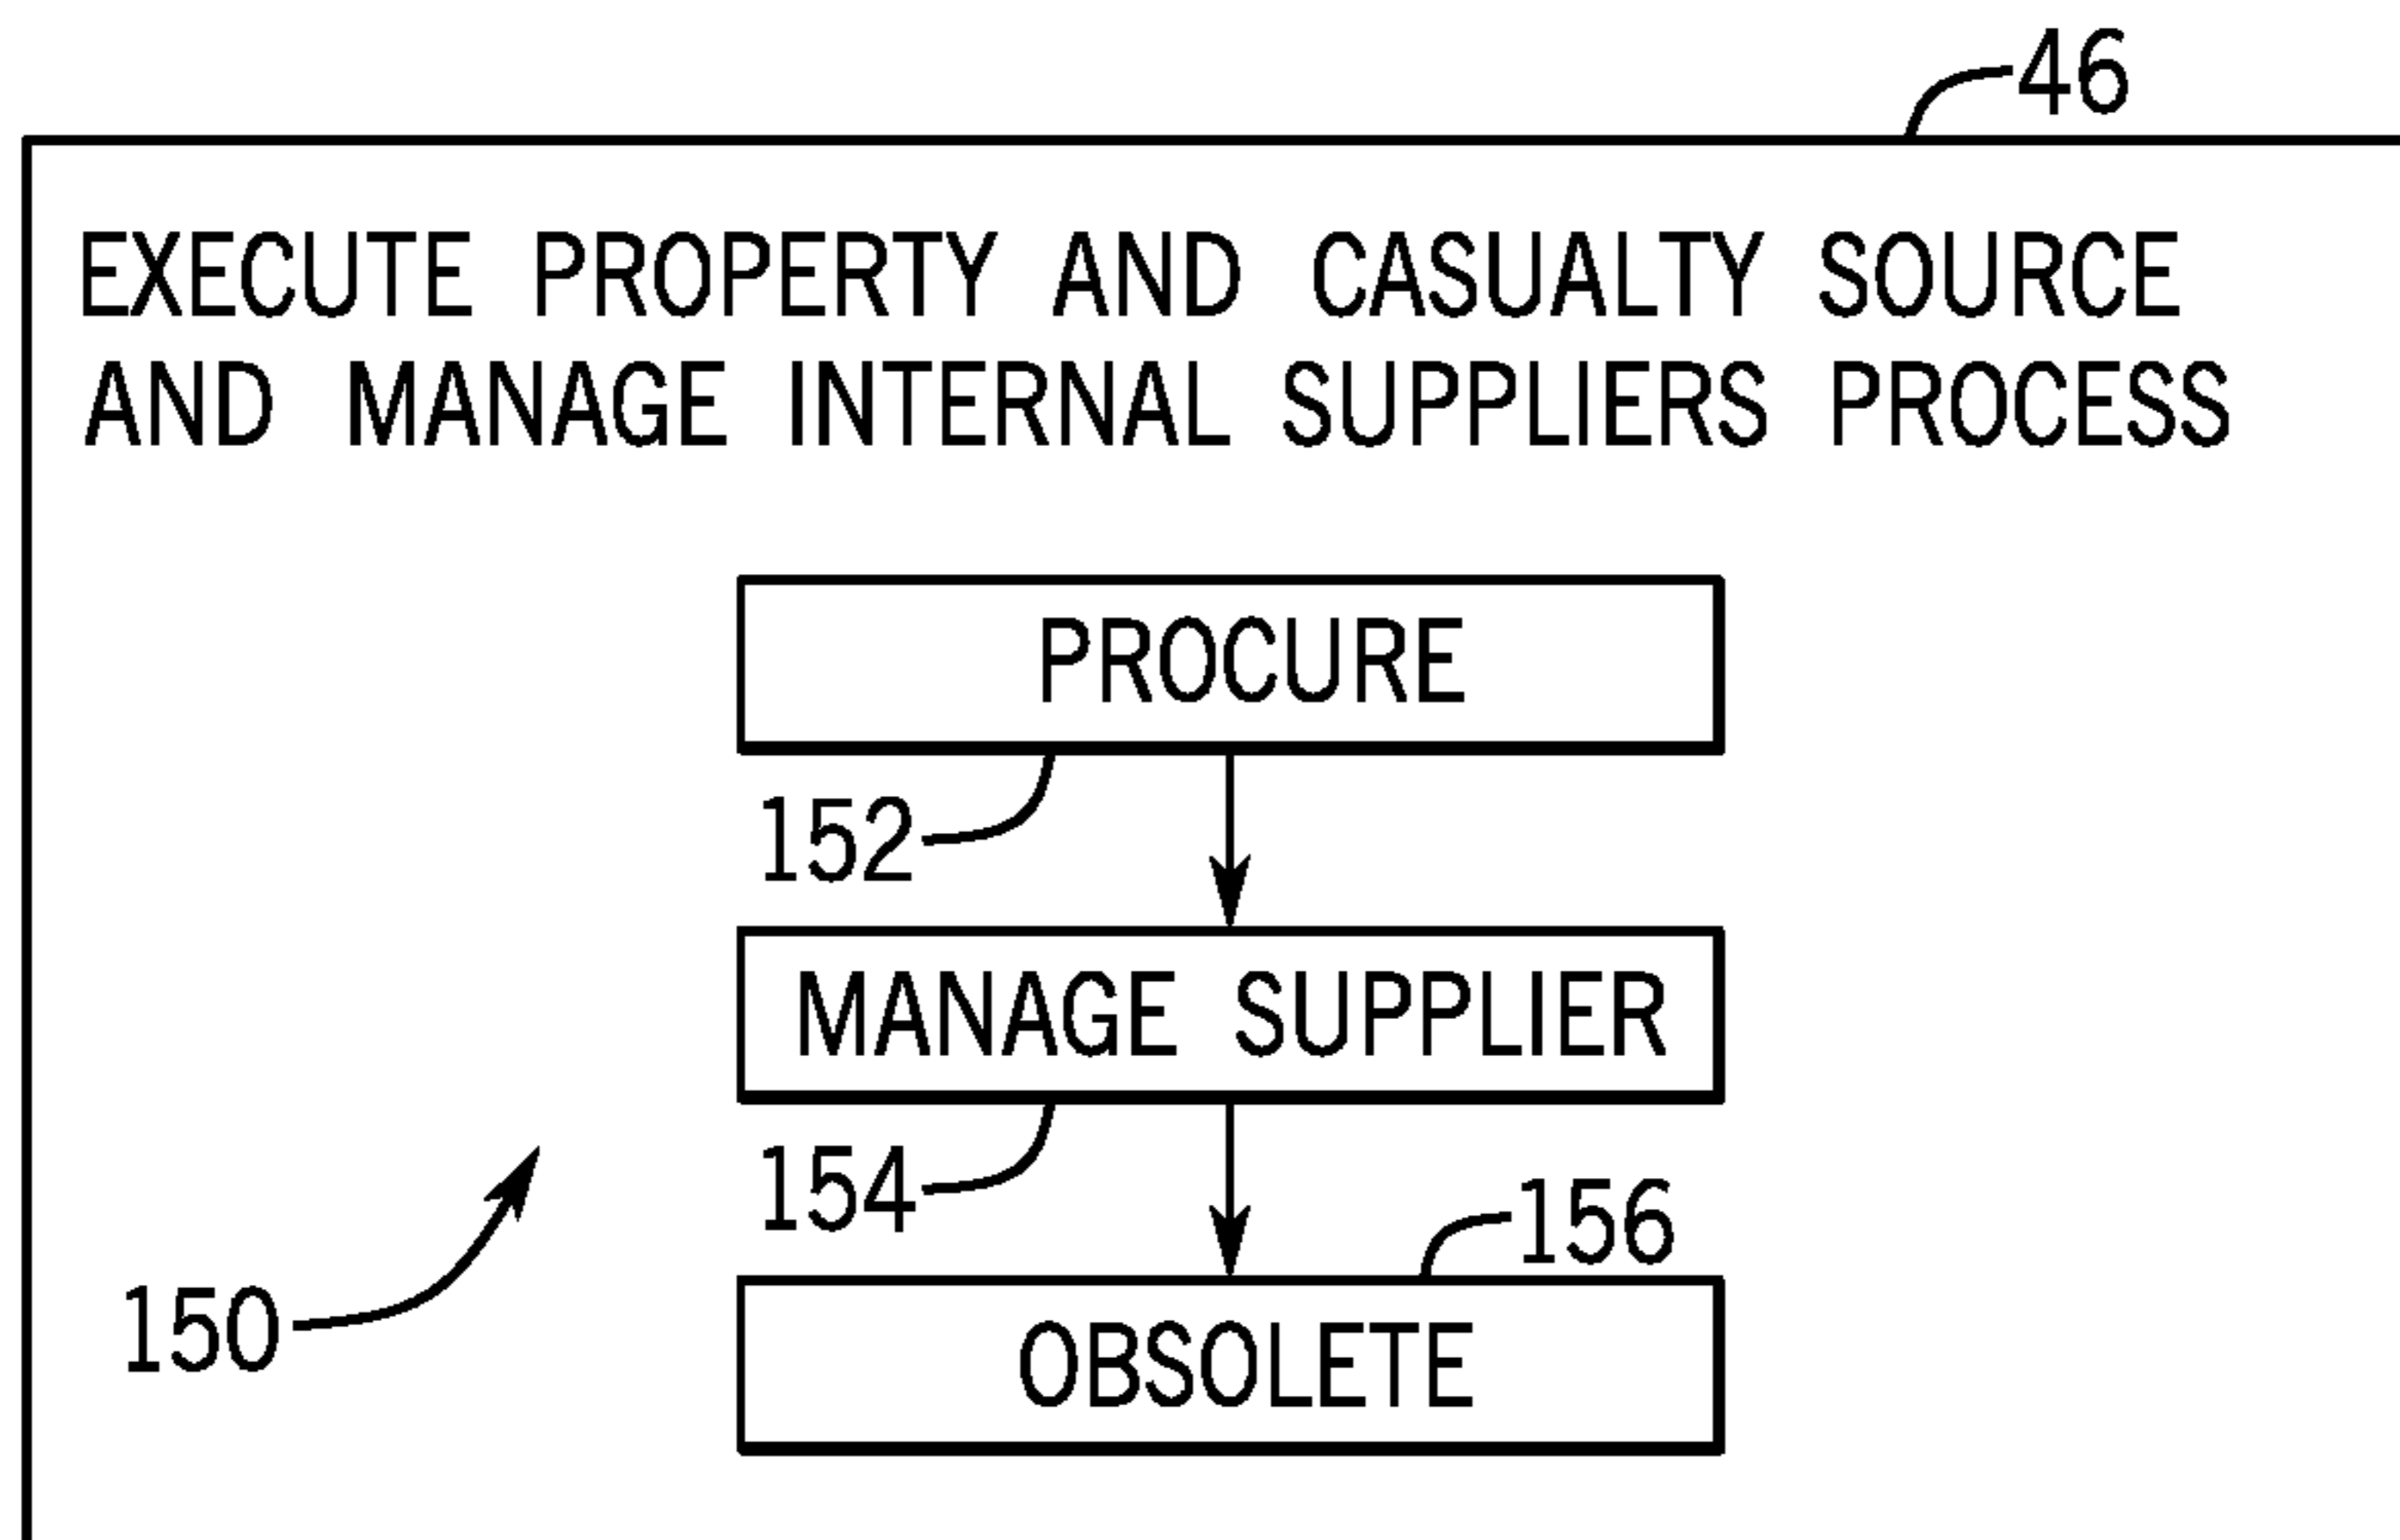 46
EXECUTE PROPERTY AND CASUALTY SOURCE
AND MANAGE INTERNAL SUPPLIERS PROCESS
PROCURE
152
MANAGE SUPPLIER
154
156
150
OBSOLETE